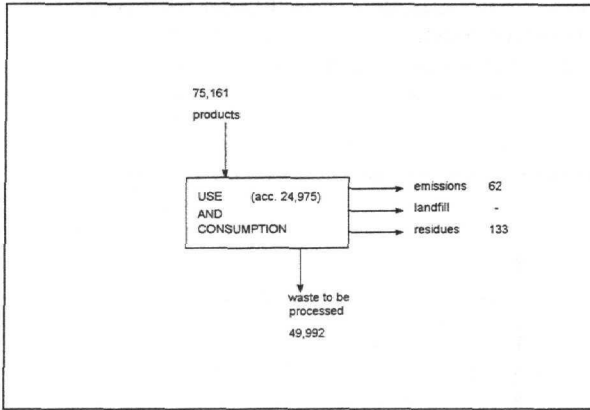 75,161
products
USE (acc. 24,975)
AND
CONSUMPTION
emissions 62
landfill -
residues 133
waste to be
processed
49,992